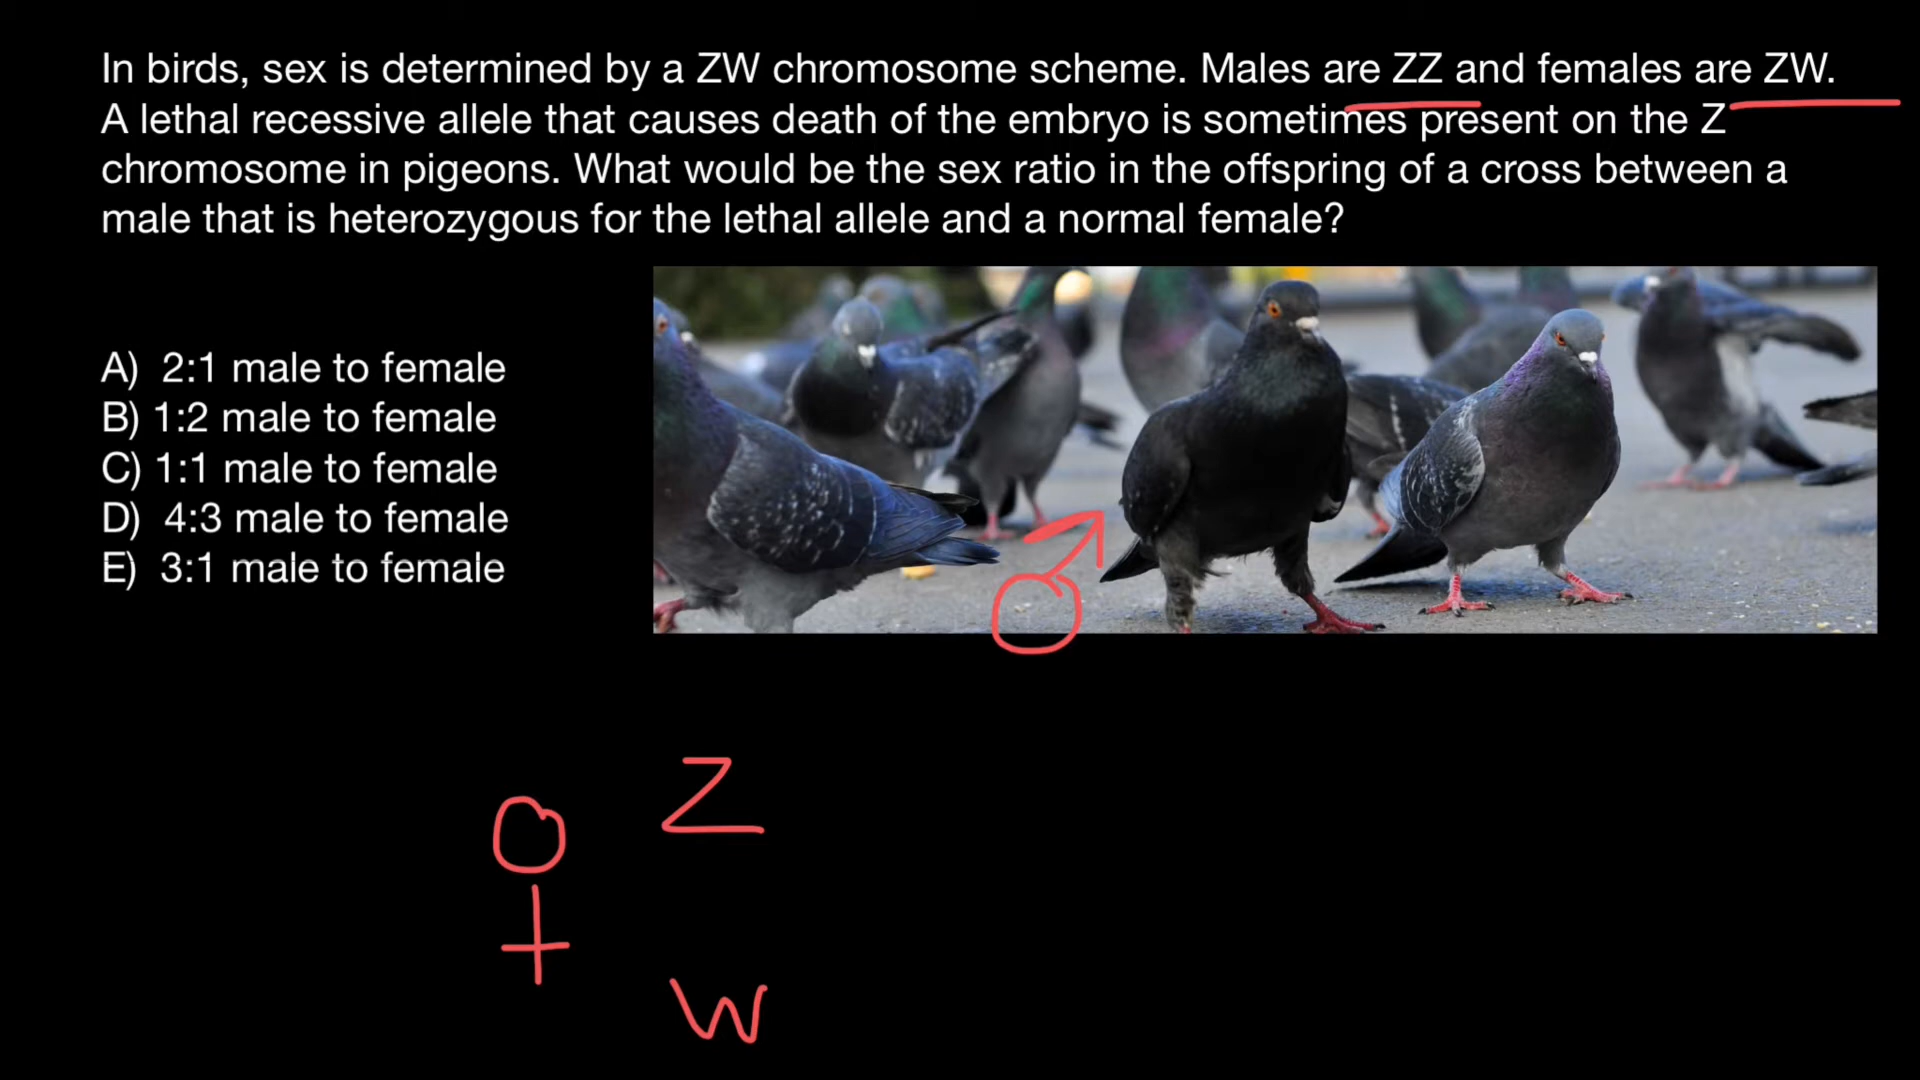 In birds, sex is determined by a ZW chromosome scheme. Males are ZZ and females are ZW.
A lethal recessive allele that causes death of the embryo is sometimes present on the Z
chromosome in pigeons. What would be the sex ratio in the offspring of a cross between a
male that is heterozygous for the lethal allele and a normal female?
A) 2:1 male to female
B) 1:2 male to female
C) 1:1 male to female
D) 4:3 male to female
E) 3:1 male to female
♂
Z
♀
W